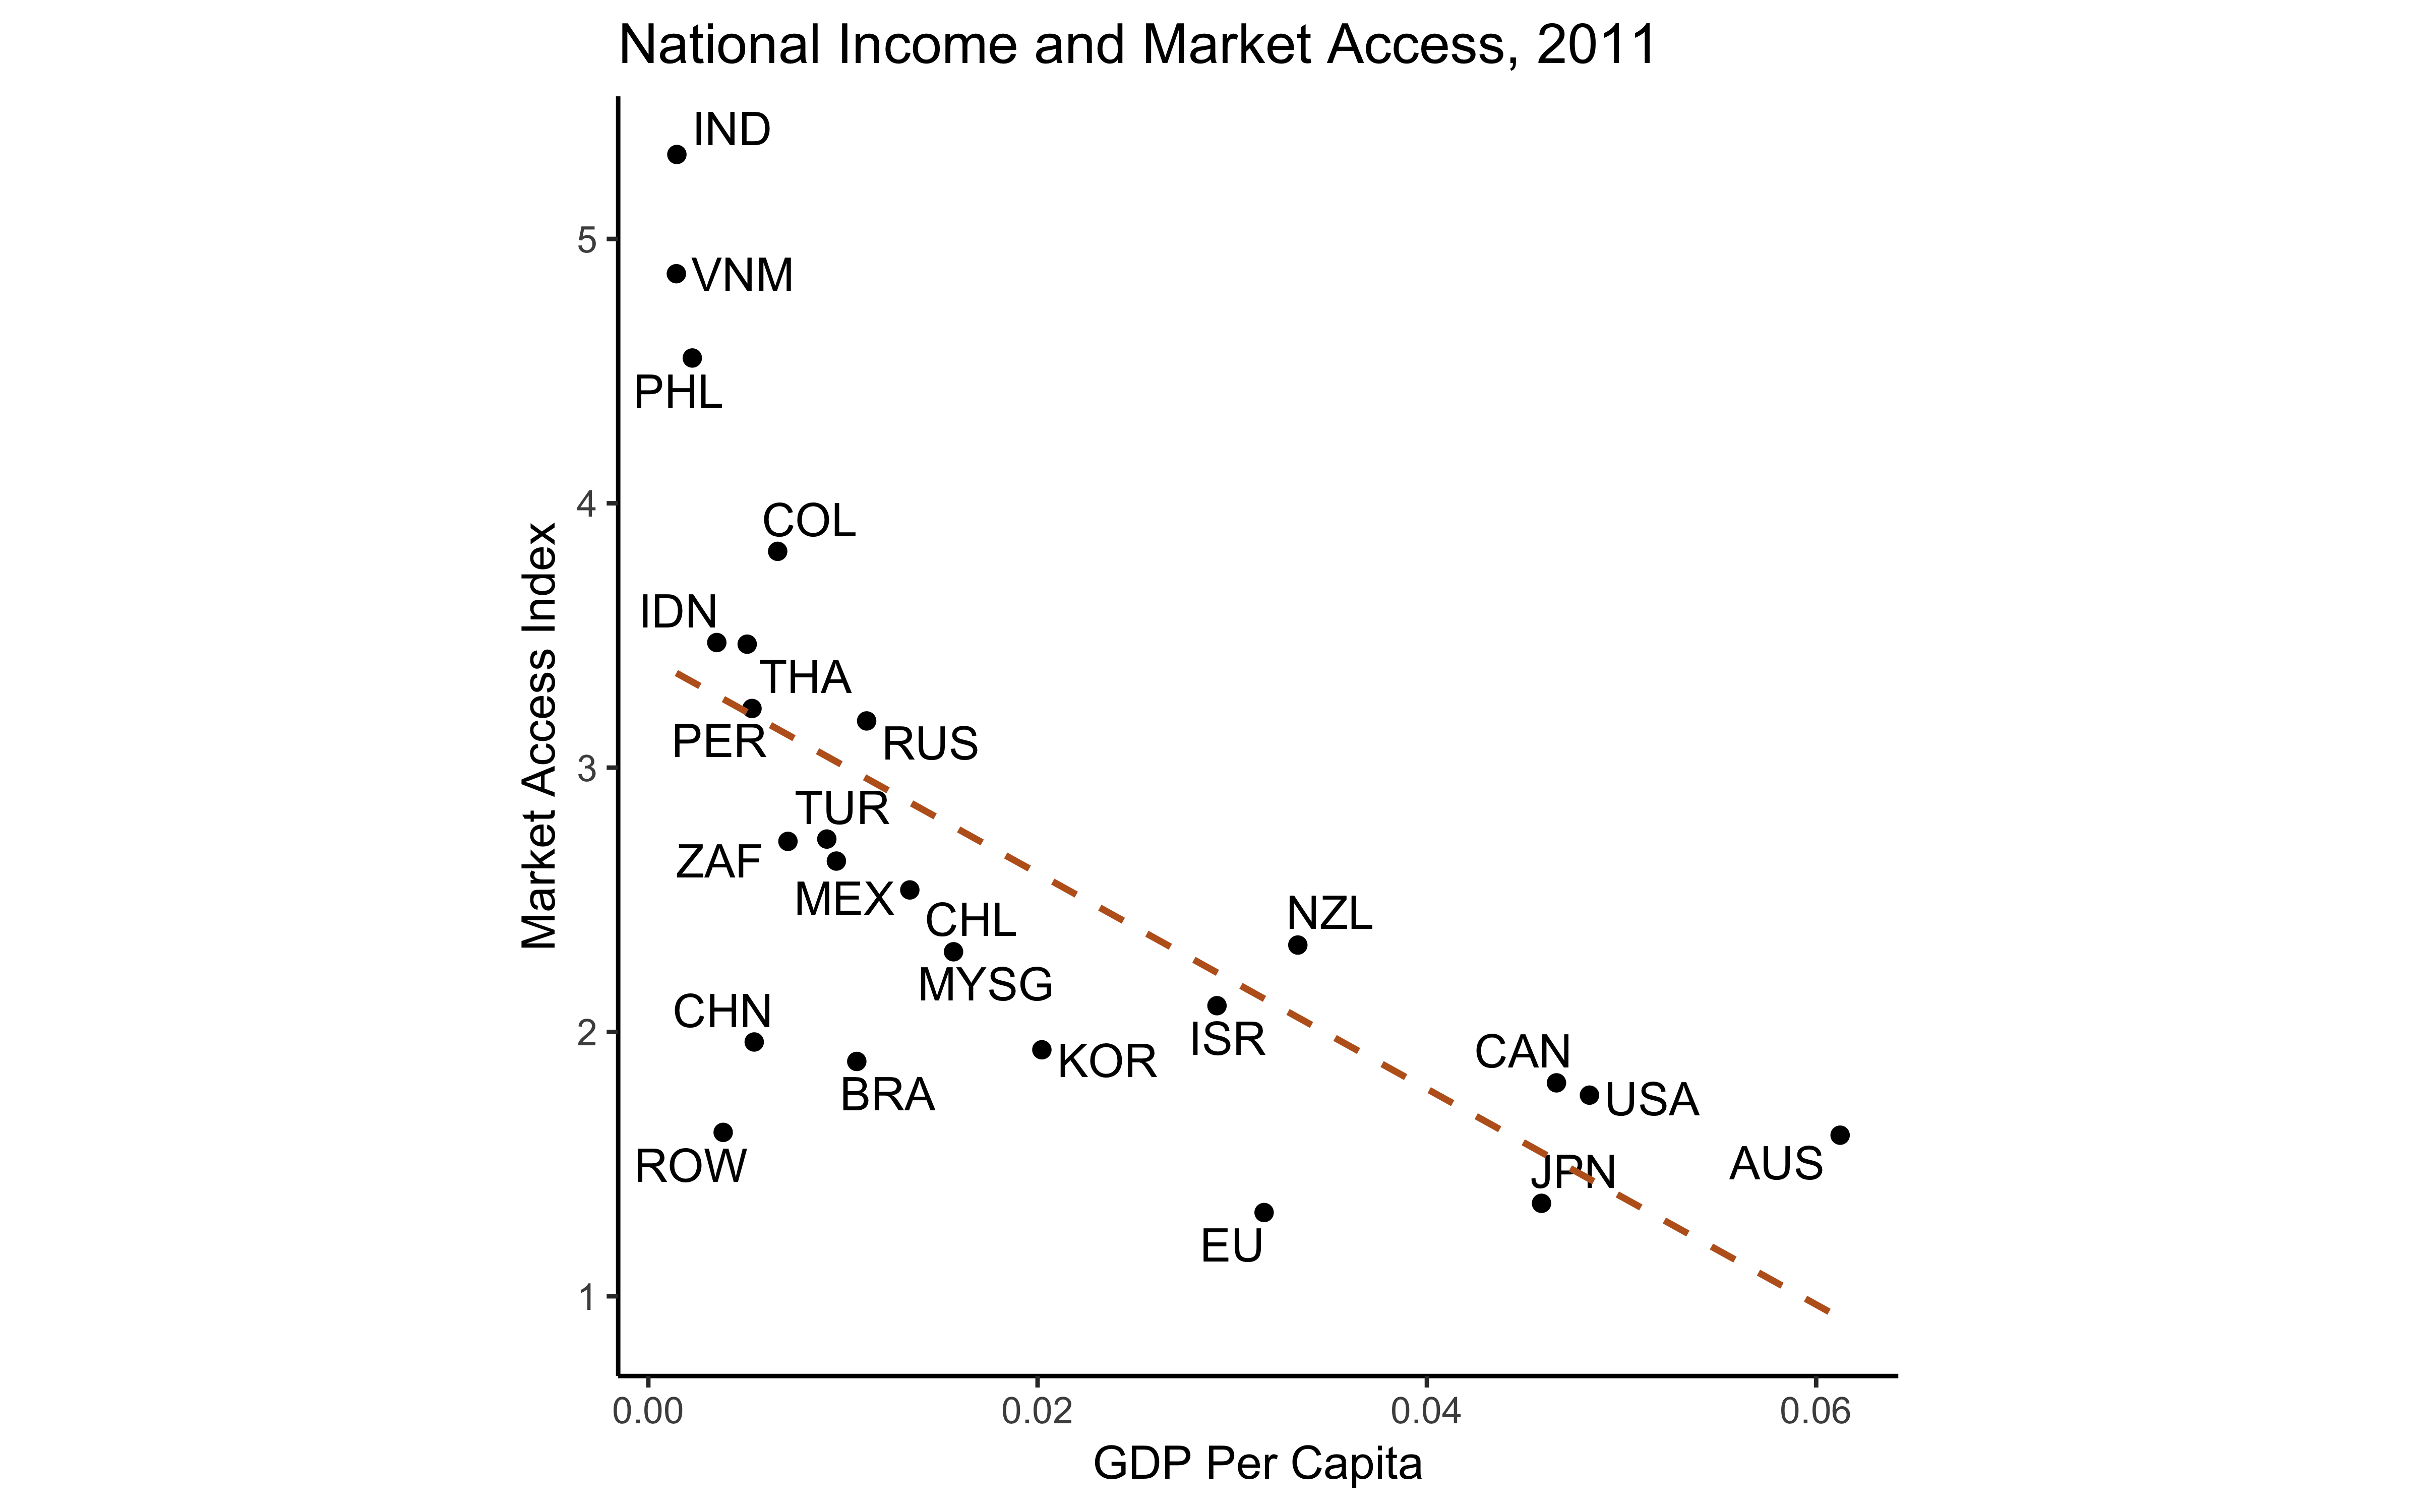 National Income and Market Access, 2011
IND
5
VNM
PHL
4
COL
IDN
THA
PER
RUS
Market Access Index
3
TUR
ZAF
MEX
CHL
NZL
MYSG
CHN
2
ISR
KOR
CAN
BRA
USA
ROW
JPN
AUS
EU
1
0.00 0.02 0.04 0.06
GDP Per Capita